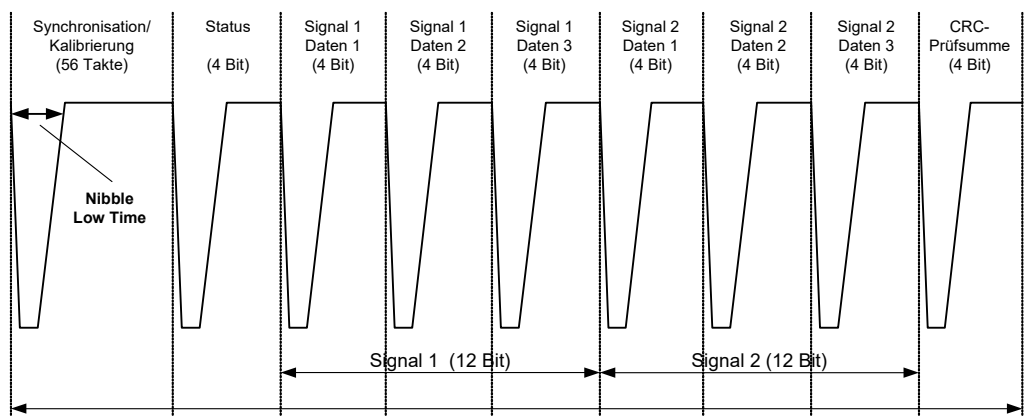 Synchronisation/
Kalibrierung
(56 Takte)
Status
(4 Bit)
Signal 1
Daten 1
(4 Bit)
Signal 1
Daten 2
(4 Bit)
Signal 1
Daten 3
(4 Bit)
Signal 2
Daten 1
(4 Bit)
Signal 2
Daten 2
(4 Bit)
Signal 2
Daten 3
(4 Bit)
CRC-
Prüfsumme
(4 Bit)
Nibble
Low Time
Signal 1 (12 Bit)
Signal 2 (12 Bit)